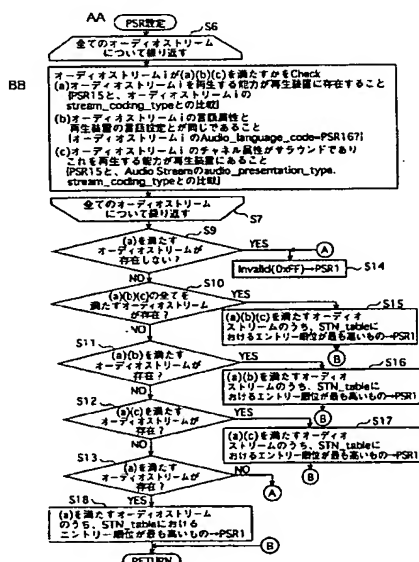 AA
PSR設定
S6
全てのオーディオストリーム
について繰り返す
BB
オーディオストリームiが(a)(b)(c)を満たすかをCheck
(a)オーディオストリームiを再生する能力が再生装置に存在すること
[PSR15と、オーディオストリームiの
stream_coding_typeとの比較]
(b)オーディオストリームiの言語属性と
再生装置の言語設定とが同じであること
[オーディオストリームiのAudio_language_code=PSR16?]
(c)オーディオストリームiのチャネル属性がサラウンドであり
これを再生する能力が再生装置にあること
[PSR15と、Audio Streamのaudio_presentation_type.
stream_coding_typeとの比較]
全てのオーディオストリーム
について繰り返す
S7
S9
(a)を満たす
オーディオストリームが
存在しない?
YES
A
Invalid(0xFF)→PSR1
S14
NO
S10
(a)(b)(c)の全てを
満たすオーディオストリーム
が存在?
YES
S15
(a)(b)(c)を満たすオーディオ
ストリームのうち、STN_tableに
おけるエントリー順位が最も高いもの→PSR1
B
NO
S11
(a)(b)を満たす
オーディオストリームが
存在?
YES
S16
(a)(b)を満たすオーディオ
ストリームのうち、STN_tableに
おけるエントリー順位が最も高いもの→PSR1
B
NO
S12
(a)(c)を満たす
オーディオストリームが
存在?
YES
S17
(a)(c)を満たすオーディオ
ストリームのうち、STN_tableに
おけるエントリー順位が最も高いもの→PSR1
B
NO
S13
(a)を満たす
オーディオストリームが
存在?
NO
A
YES
S18
(a)を満たすオーディオストリーム
のうち、STN_tableにおける
エントリー順位が最も高いもの→PSR1
B
RETURN